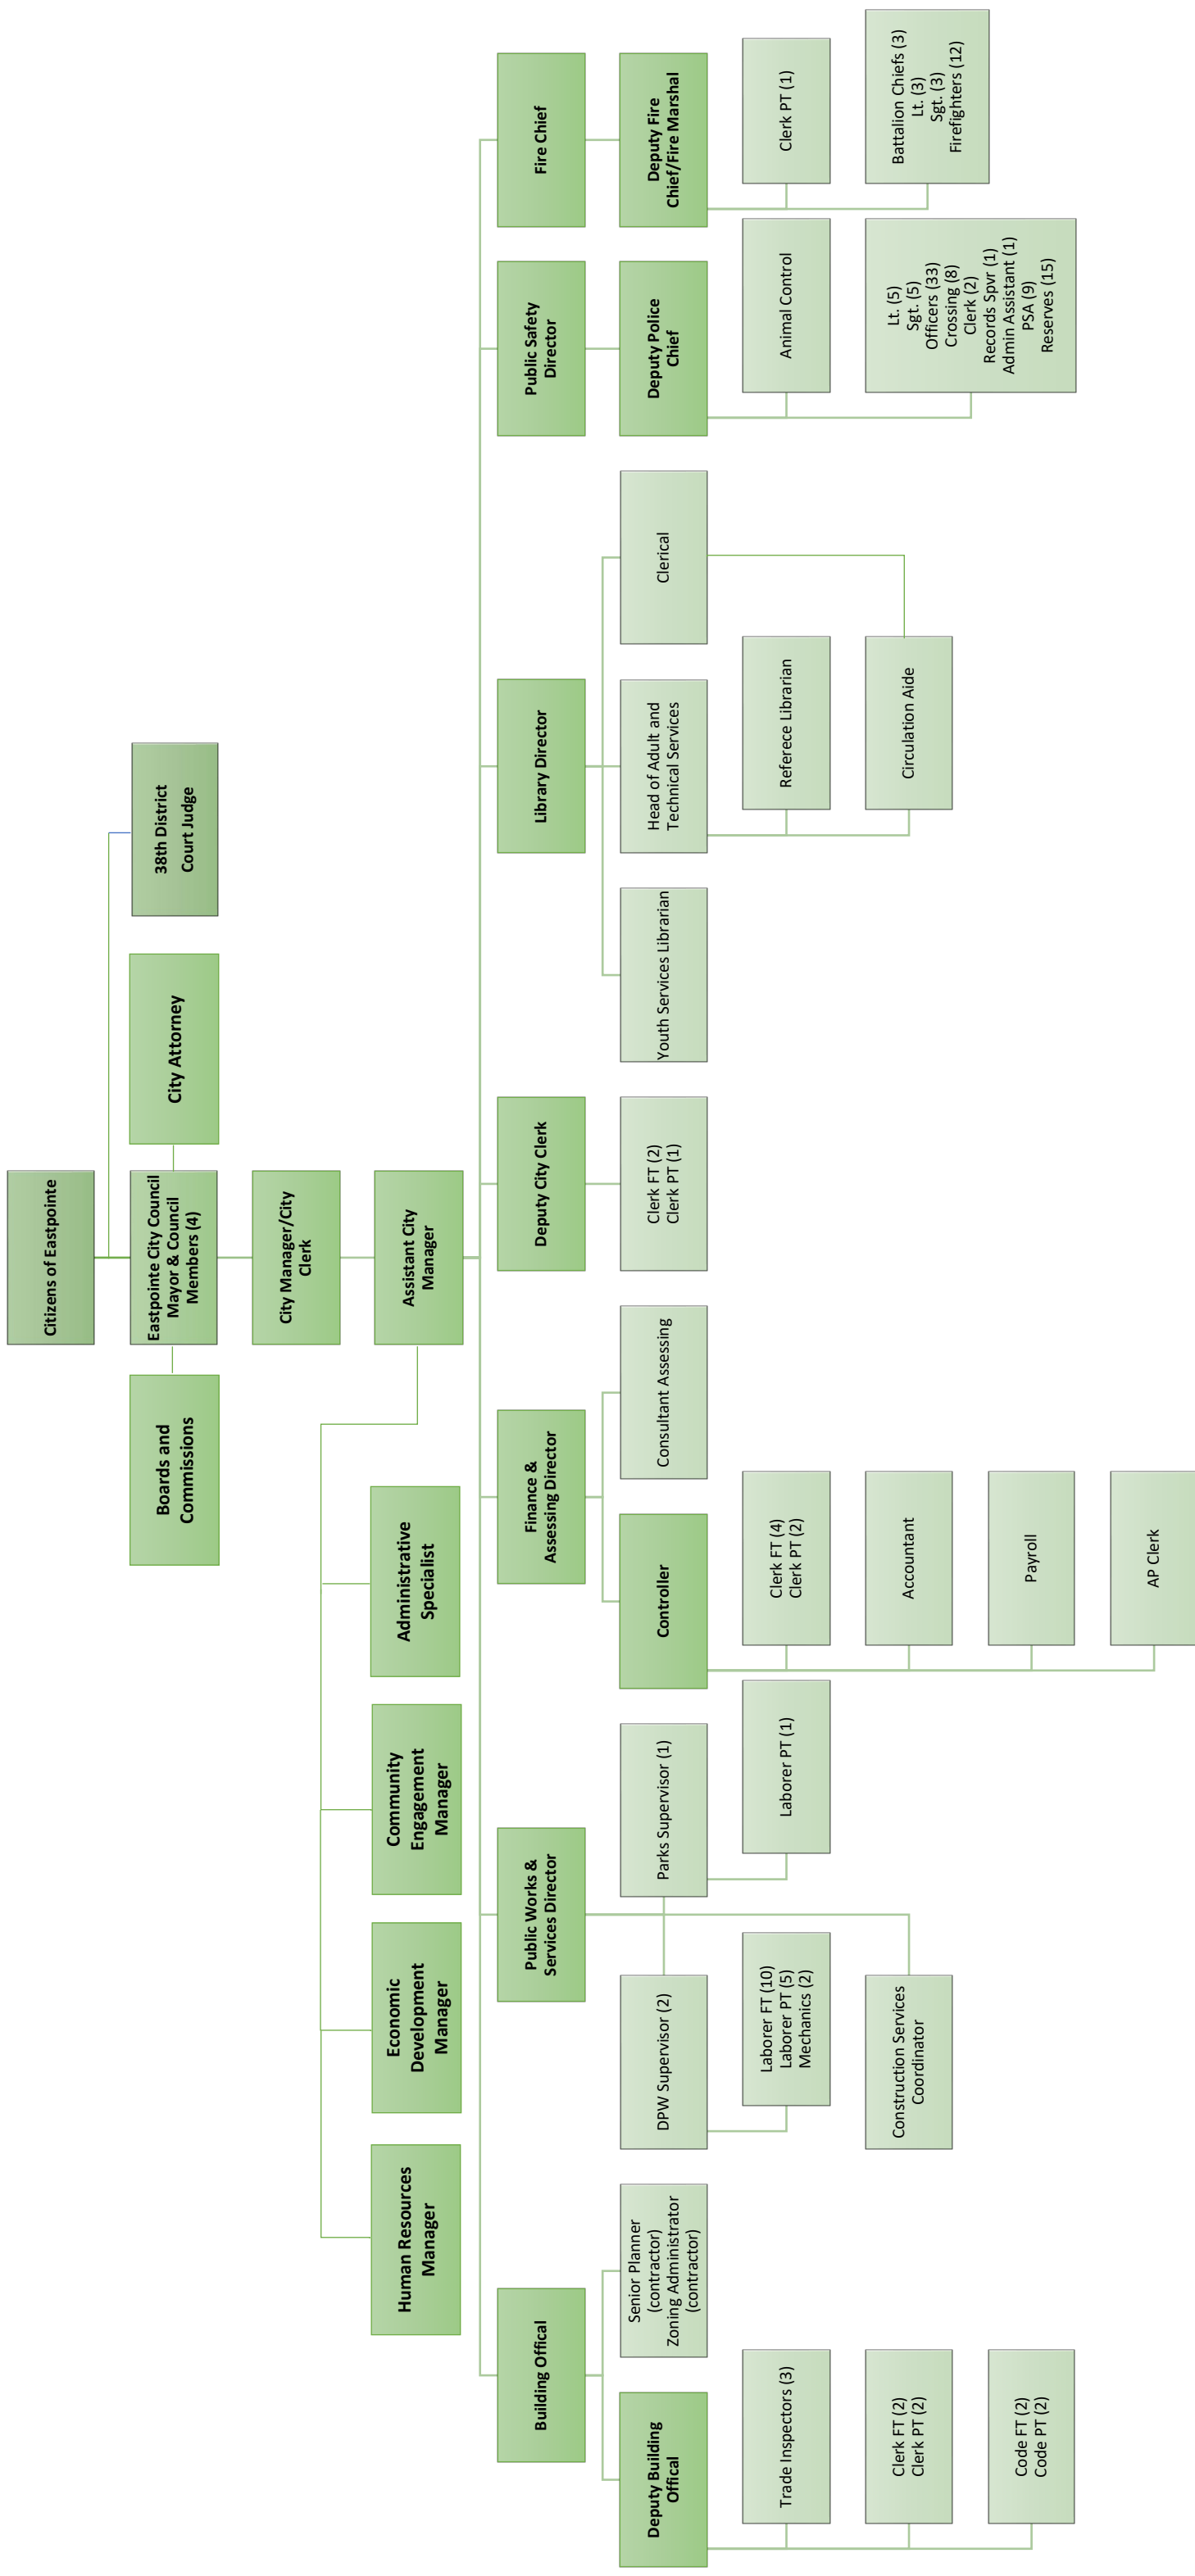 Citizens of Eastpointe
Boards and
Commissions
Eastpointe City Council
Mayor & Council
Members (4)
City Attorney
38th District
Court Judge
City Manager/City
Clerk
Assistant City
Manager
Human Resources
Manager
Economic
Development
Manager
Community
Engagement
Manager
Administrative
Specialist
Building Offical
Deputy Building
Offical
Trade Inspectors (3)
Clerk FT (2)
Clerk PT (2)
Code FT (2)
Code PT (2)
Senior Planner
(contractor)
Zoning Administrator
(contractor)
Public Works &
Services Director
DPW Supervisor (2)
Laborer FT (10)
Laborer PT (5)
Mechanics (2)
Parks Supervisor (1)
Laborer PT (1)
Construction Services
Coordinator
Finance &
Assessing Director
Controller
Clerk FT (4)
Clerk PT (2)
Accountant
Payroll
AP Clerk
Consultant Assessing
Deputy City Clerk
Clerk FT (2)
Clerk PT (1)
Library Director
Youth Services Librarian
Head of Adult and
Technical Services
Referece Librarian
Circulation Aide
Clerical
Public Safety
Director
Deputy Police
Chief
Animal Control
Lt. (5)
Sgt. (5)
Officers (33)
Crossing (8)
Clerk (2)
Records Spvr (1)
Admin Assistant (1)
PSA (9)
Reserves (15)
Fire Chief
Deputy Fire
Chief/Fire Marshal
Clerk PT (1)
Battalion Chiefs (3)
Lt. (3)
Sgt. (3)
Firefighters (12)